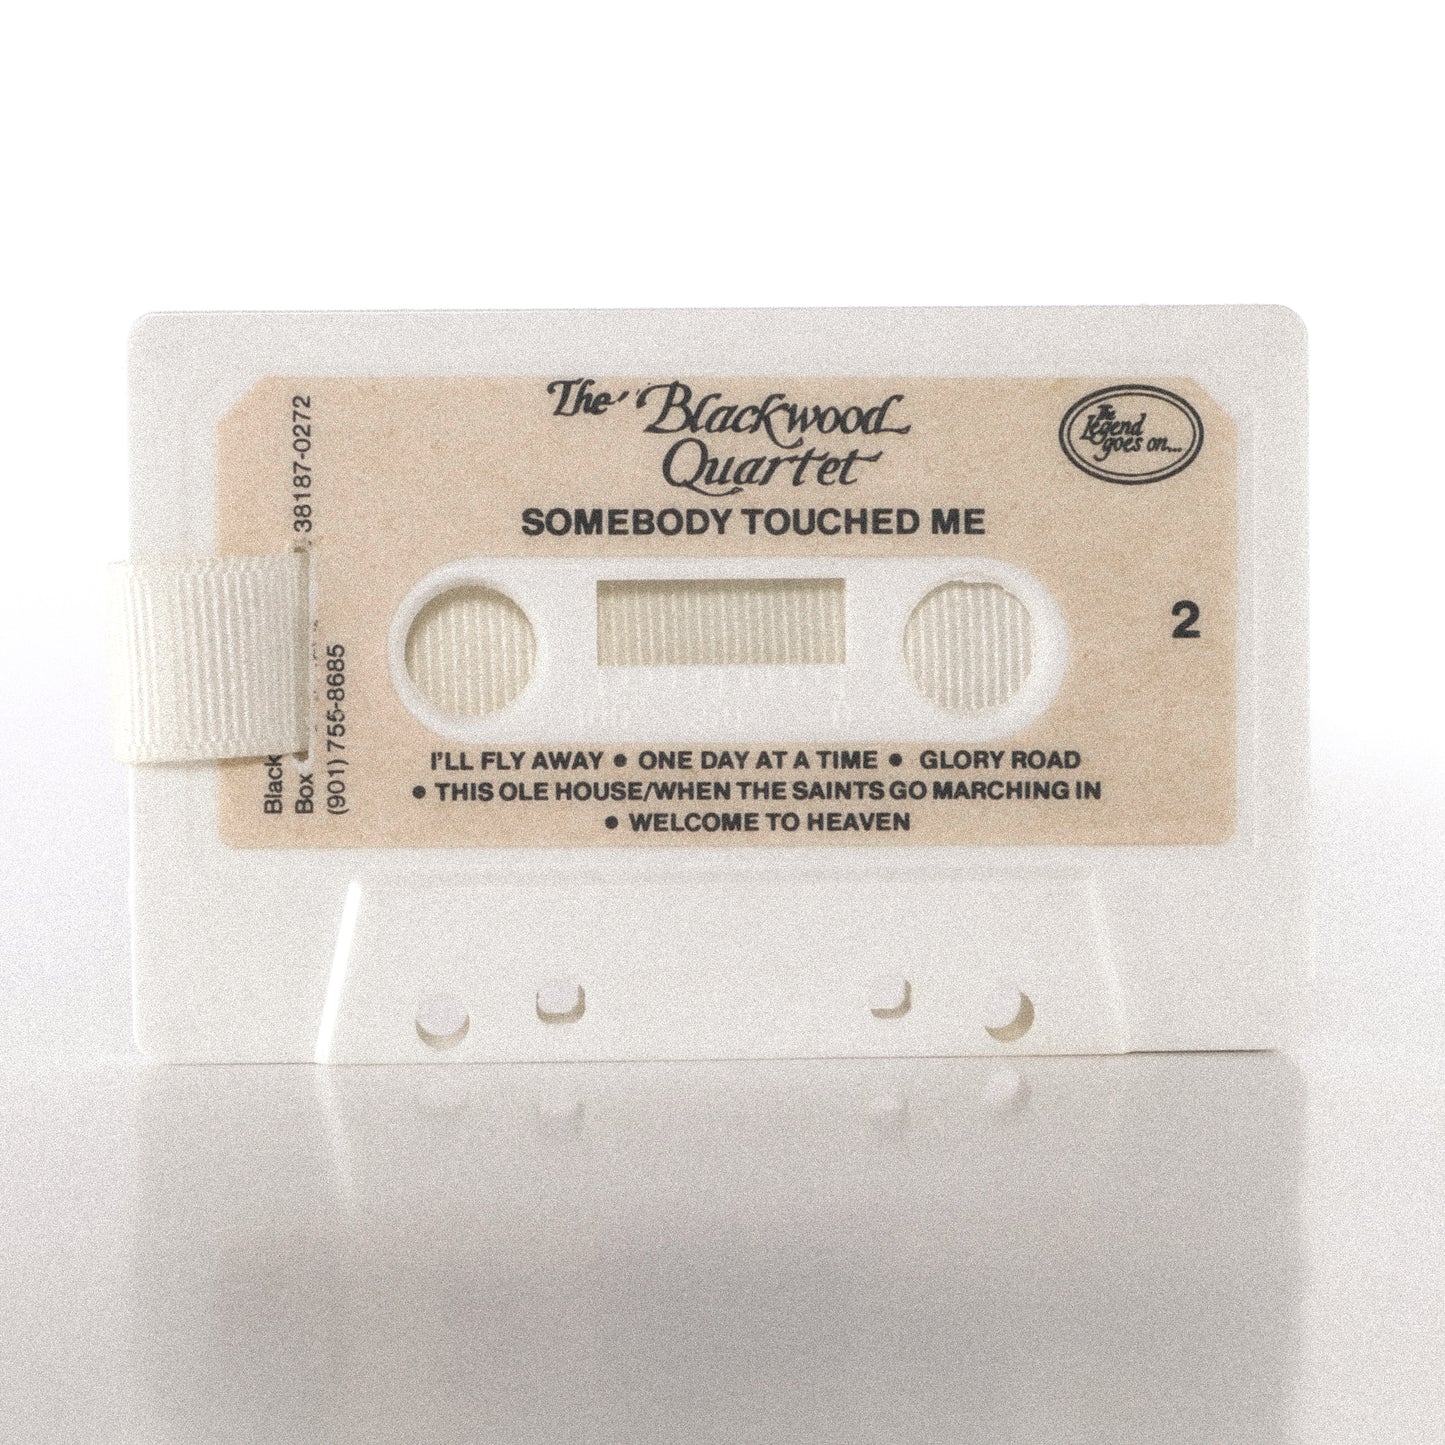 The Blackwood
Quartet
SOMEBODY TOUCHED ME
The
Legend
goes on...
2
I'LL FLY AWAY • ONE DAY AT A TIME • GLORY ROAD
• THIS OLE HOUSE/WHEN THE SAINTS GO MARCHING IN
• WELCOME TO HEAVEN
Black
Box 38187-0272
(901) 755-8685